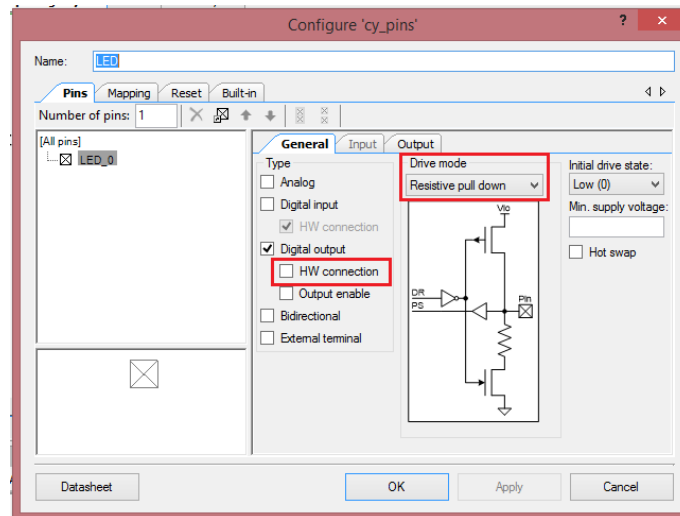 Configure 'cy_pins'
?
×
Name: LED
Pins Mapping Reset Built-in
Number of pins: 1
[All pins]
LED_0
General Input Output
Type
Analog
Digital input
HW connection
Digital output
HW connection
Output enable
Bidirectional
External terminal
Drive mode
Resistive pull down
Vio
DR
PS
Pin
Initial drive state:
Low (0)
Min. supply voltage:
Hot swap
Datasheet OK Apply Cancel